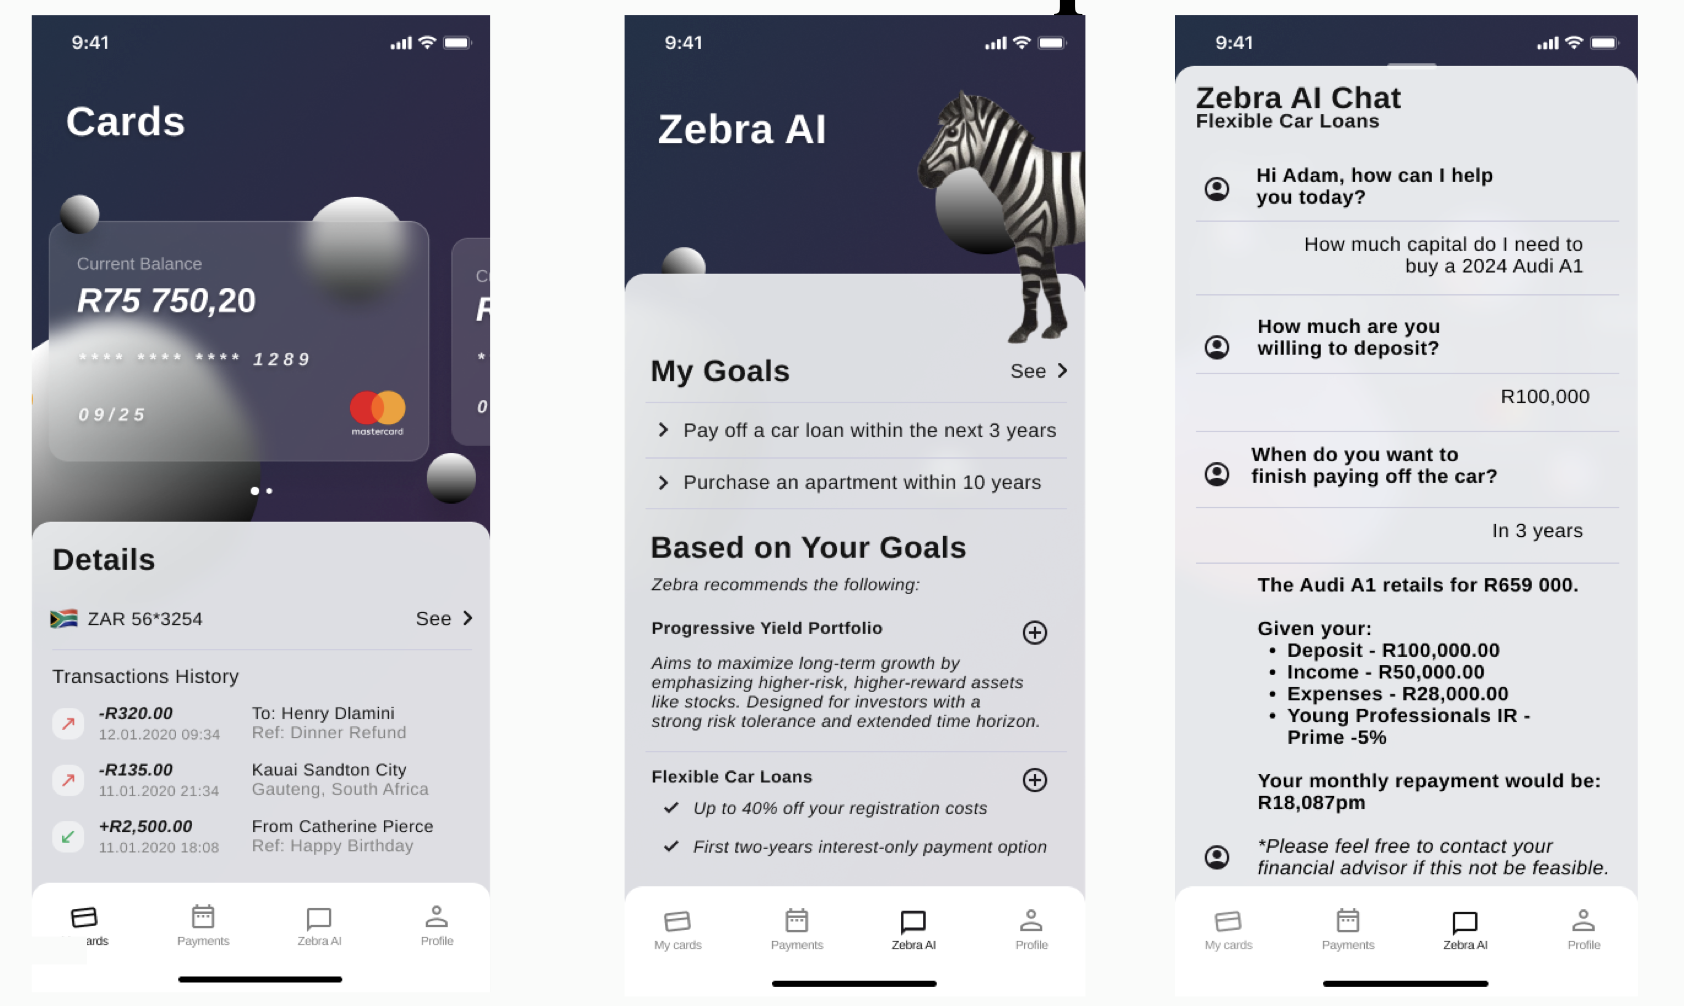 9:41
Cards
Current Balance
R75 750,20
**** **** **** 1289
09/25
mastercard
Details
ZAR 56*3254
See
Transactions History
-R320.00
12.01.2020 09:34
To: Henry Dlamini
Ref: Dinner Refund
-R135.00
11.01.2020 21:34
Kauai Sandton City
Gauteng, South Africa
+R2,500.00
11.01.2020 18:08
From Catherine Pierce
Ref: Happy Birthday
ards
Payments
Zebra AI
Profile
9:41
Zebra AI
My Goals
See
Pay off a car loan within the next 3 years
Purchase an apartment within 10 years
Based on Your Goals
Zebra recommends the following:
Progressive Yield Portfolio
Aims to maximize long-term growth by
emphasizing higher-risk, higher-reward assets
like stocks. Designed for investors with a
strong risk tolerance and extended time horizon.
Flexible Car Loans
Up to 40% off your registration costs
First two-years interest-only payment option
My cards
Payments
Zebra AI
Profile
9:41
Zebra AI Chat
Flexible Car Loans
Hi Adam, how can I help
you today?
How much capital do I need to
buy a 2024 Audi A1
How much are you
willing to deposit?
R100,000
When do you want to
finish paying off the car?
In 3 years
The Audi A1 retails for R659 000.
Given your:
• Deposit - R100,000.00
• Income - R50,000.00
• Expenses - R28,000.00
• Young Professionals IR -
Prime -5%
Your monthly repayment would be:
R18,087pm
*Please feel free to contact your
financial advisor if this not be feasible.
My cards
Payments
Zebra AI
Profile